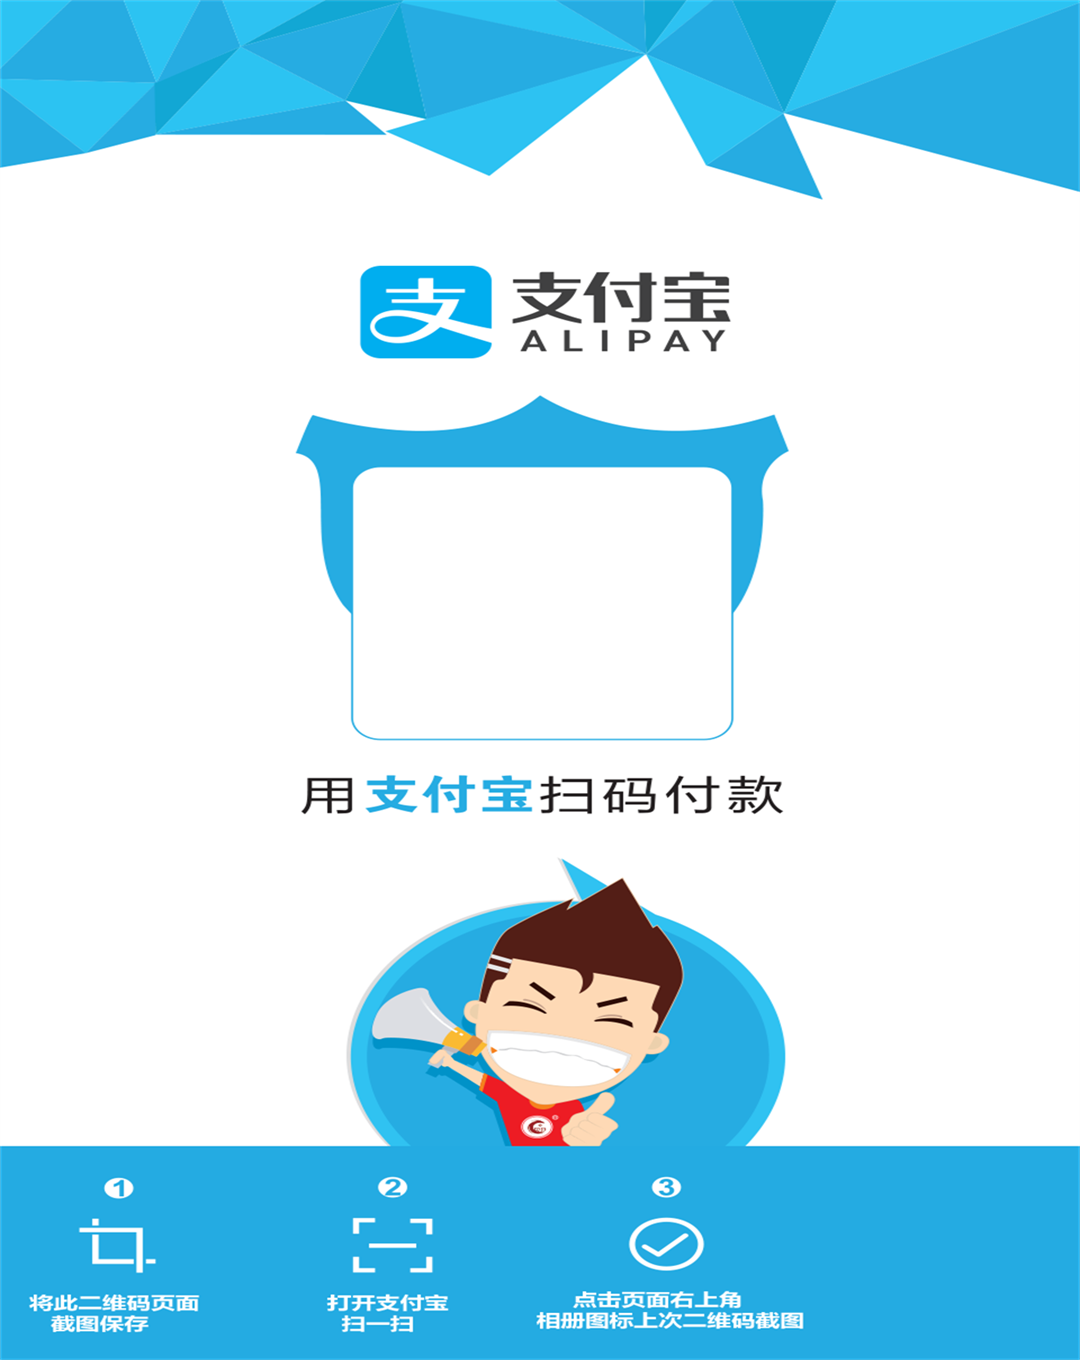 支付宝
ALIPAY
用支付宝扫码付款
1
将此二维码页面
截图保存
2
打开支付宝
扫一扫
3
点击页面右上角
相册图标上次二维码截图